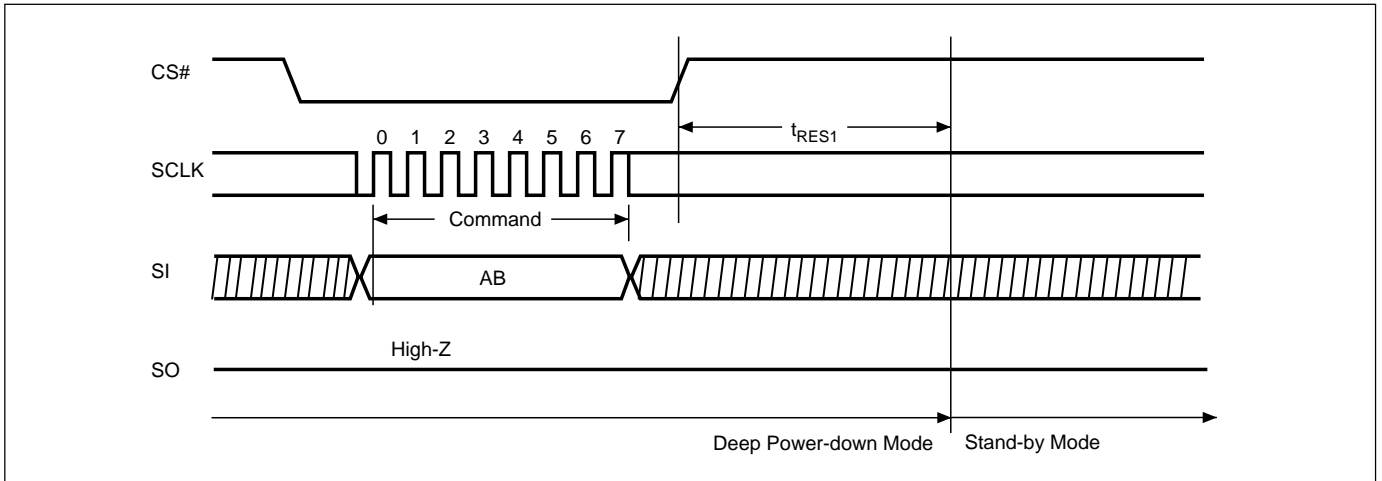 CS#
tRES1
0 1 2 3 4 5 6 7
SCLK
Command
SI
AB
High-Z
SO
Deep Power-down Mode
Stand-by Mode